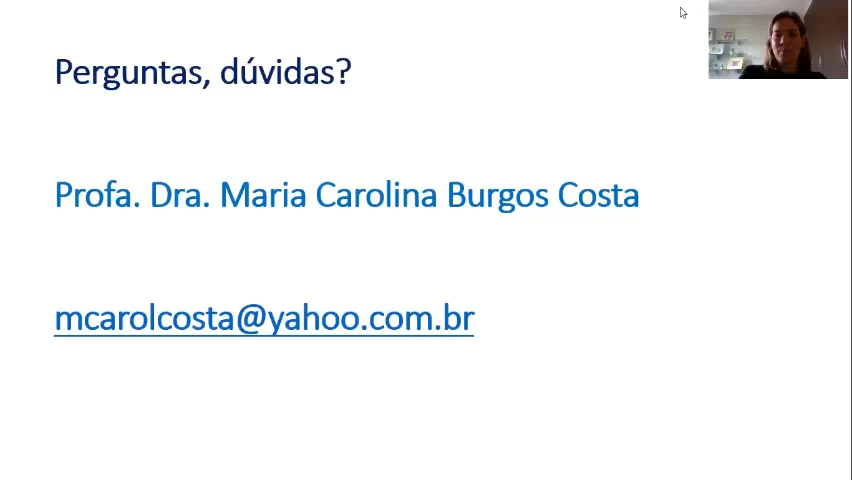 Perguntas, dúvidas?
Profa. Dra. Maria Carolina Burgos Costa
mcarolcosta@yahoo.com.br